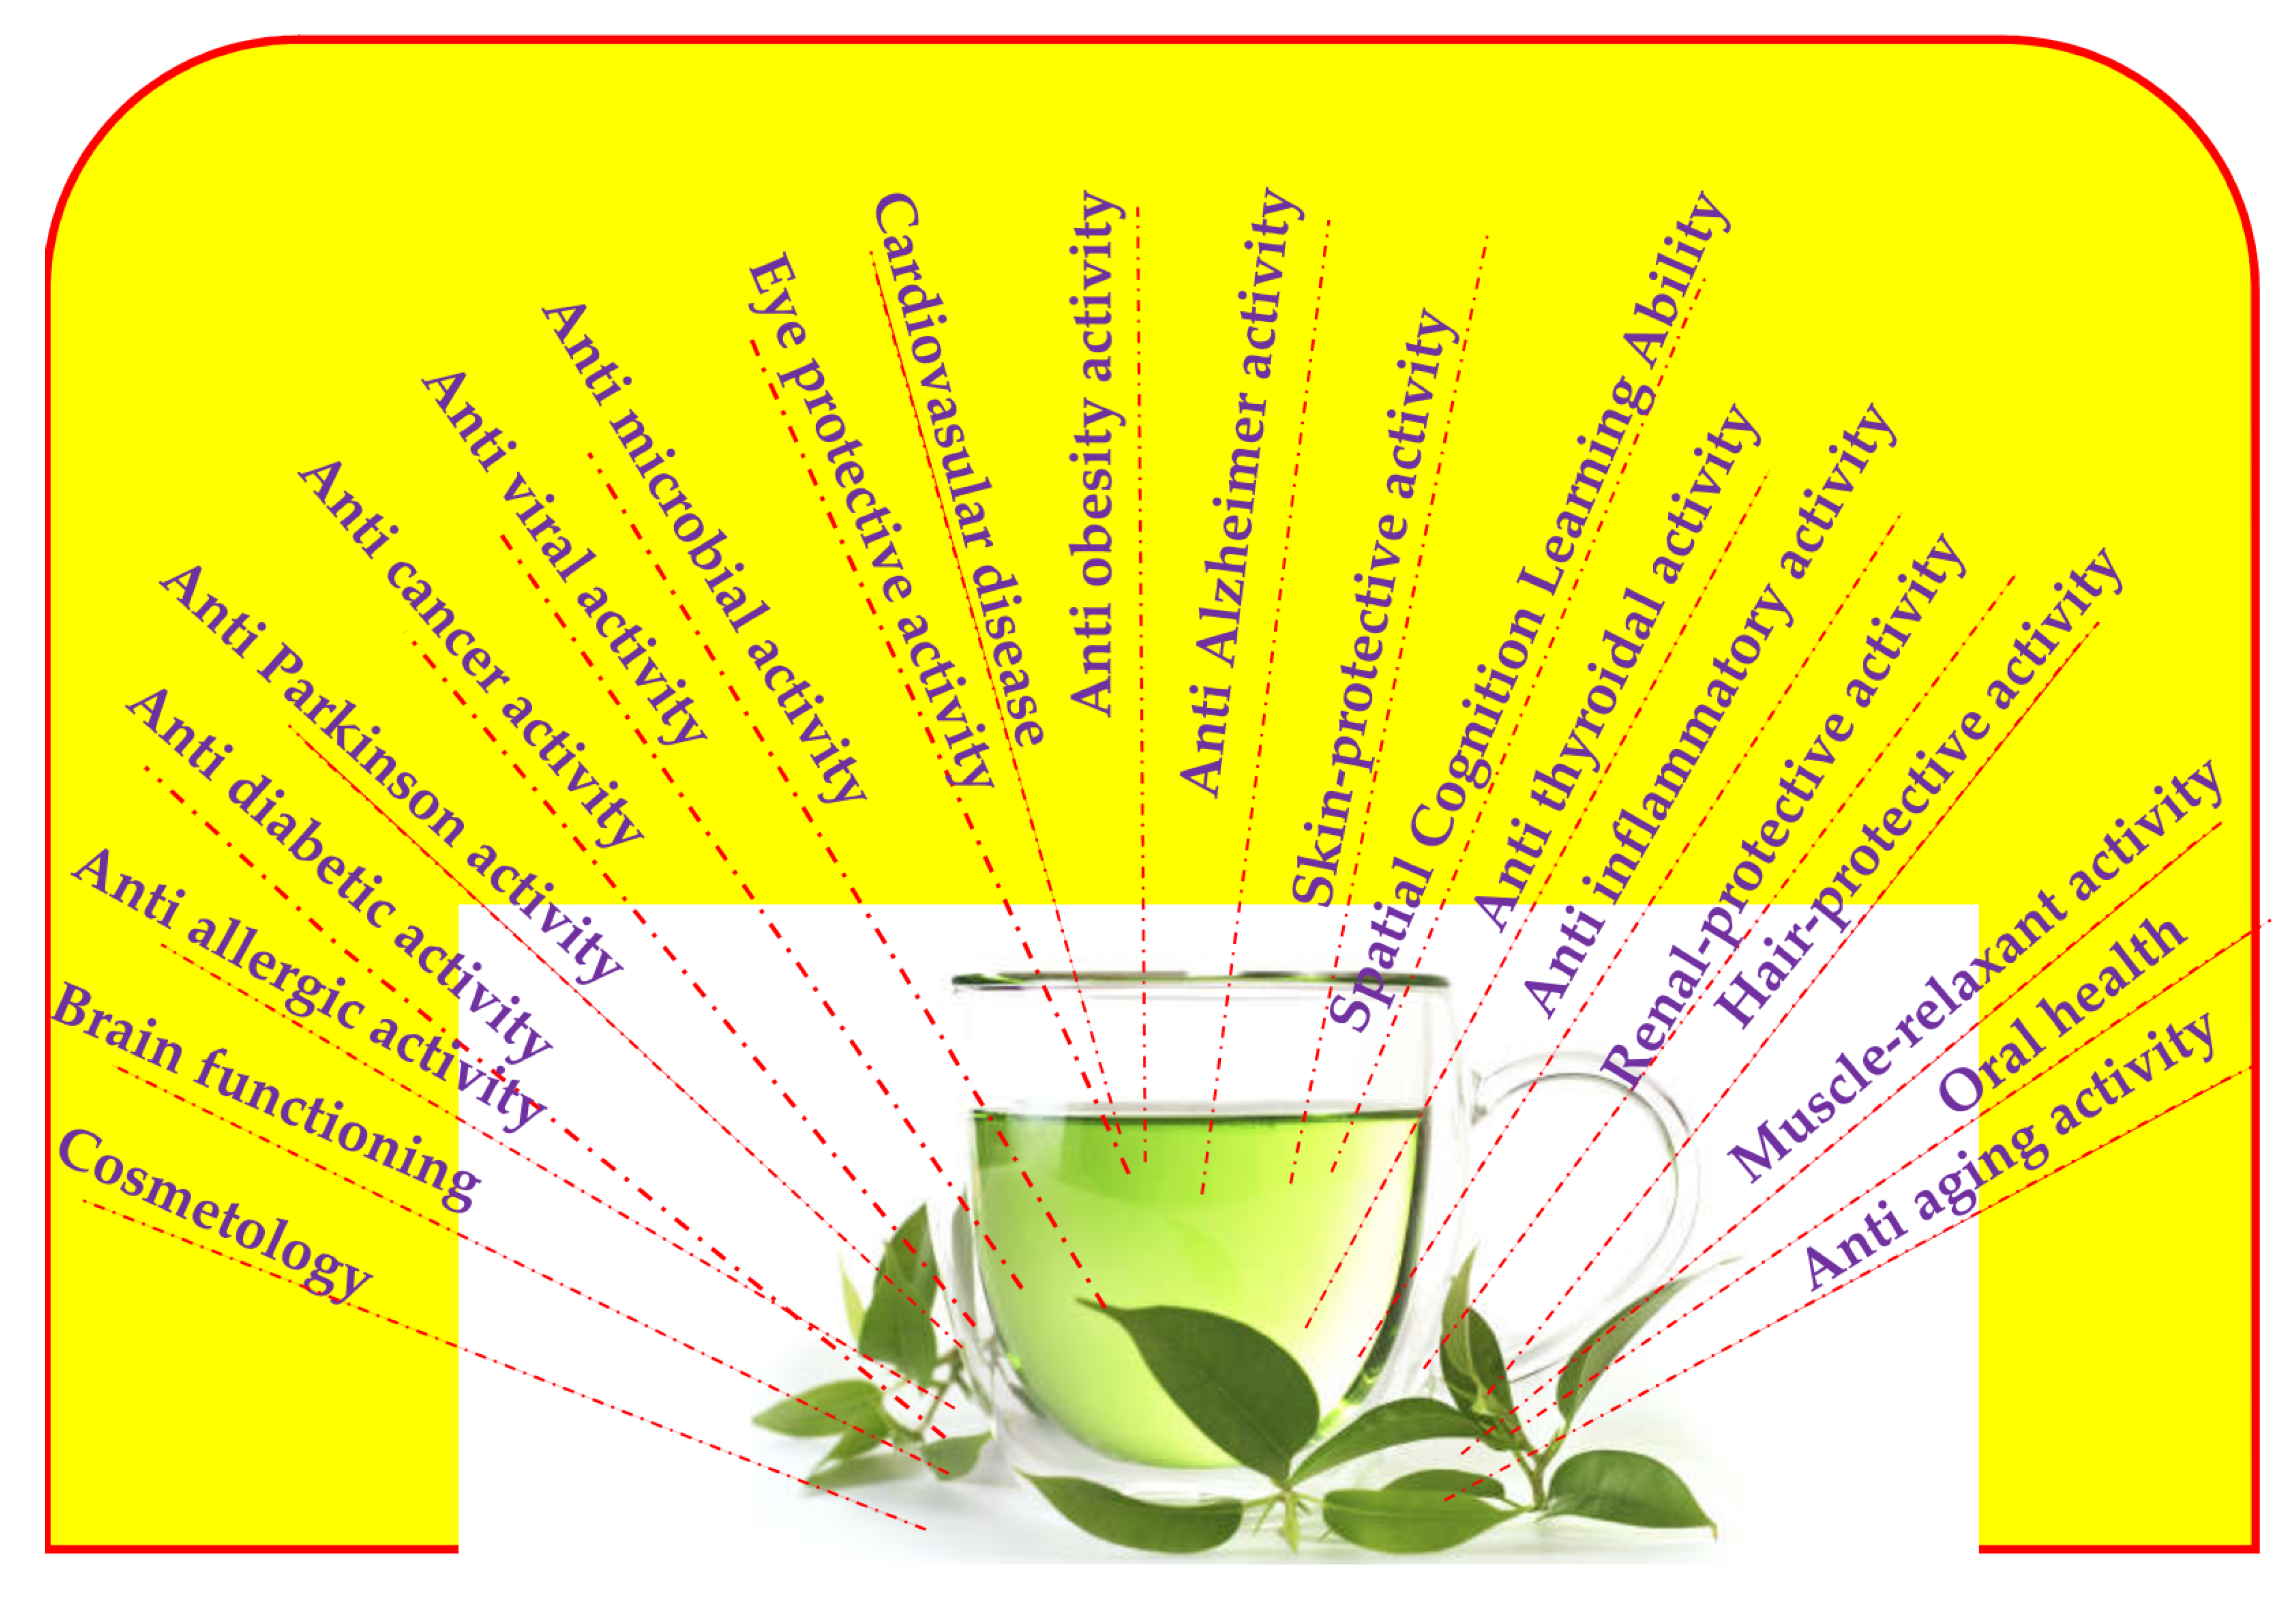 Cosmetology
Brain functioning
Anti allergic activity
Anti diabetic activity
Anti Parkinson activity
Anti cancer activity
Anti viral activity
Anti microbial activity
Eye protective activity
Cardiovasular disease
Anti obesity activity
Anti Alzheimer activity
Skin-protective activity
Spatial Cognition Learning Ability
Anti thyroidal activity
Anti inflammatory activity
Renal-protective activity
Hair-protective activity
Muscle-relaxant activity
Oral health
Anti aging activity